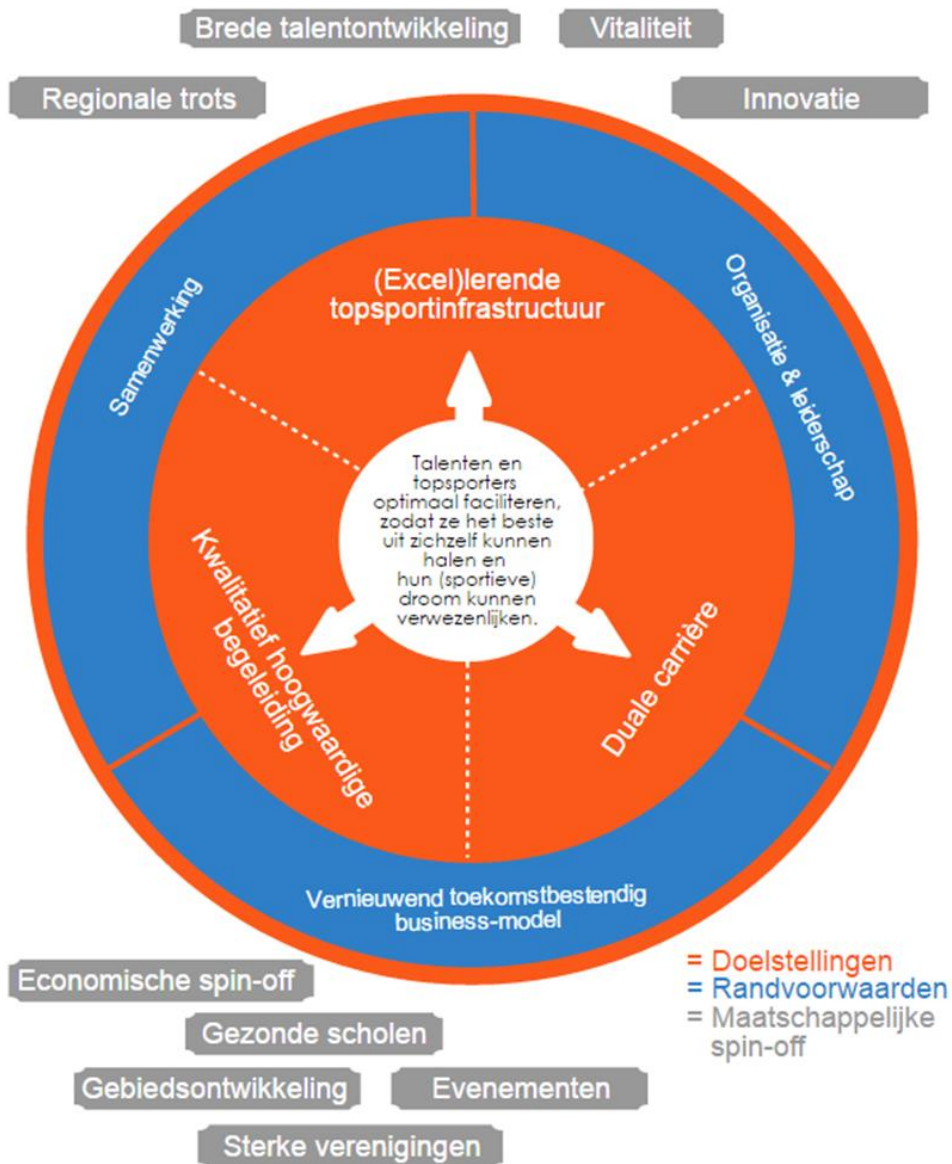 Brede talentontwikkeling
Vitaliteit
Regionale trots
Innovatie
Samenwerking
(Excel)lerende
topsportinfrastructuur
Organisatie & leiderschap
Talenten en
topsporters
optimaal faciliteren,
zodat ze het beste
uit zichzelf kunnen
halen en
hun (sportieve)
droom kunnen
verwezenlijken.
Kwalitatief hoogwaardige
begeleiding
Duale carrière
Vernieuwend toekomstbestendig
business-model
Economische spin-off
Gezonde scholen
Gebiedsontwikkeling
Evenementen
Sterke verenigingen
= Doelstellingen
= Randvoorwaarden
= Maatschappelijke
spin-off